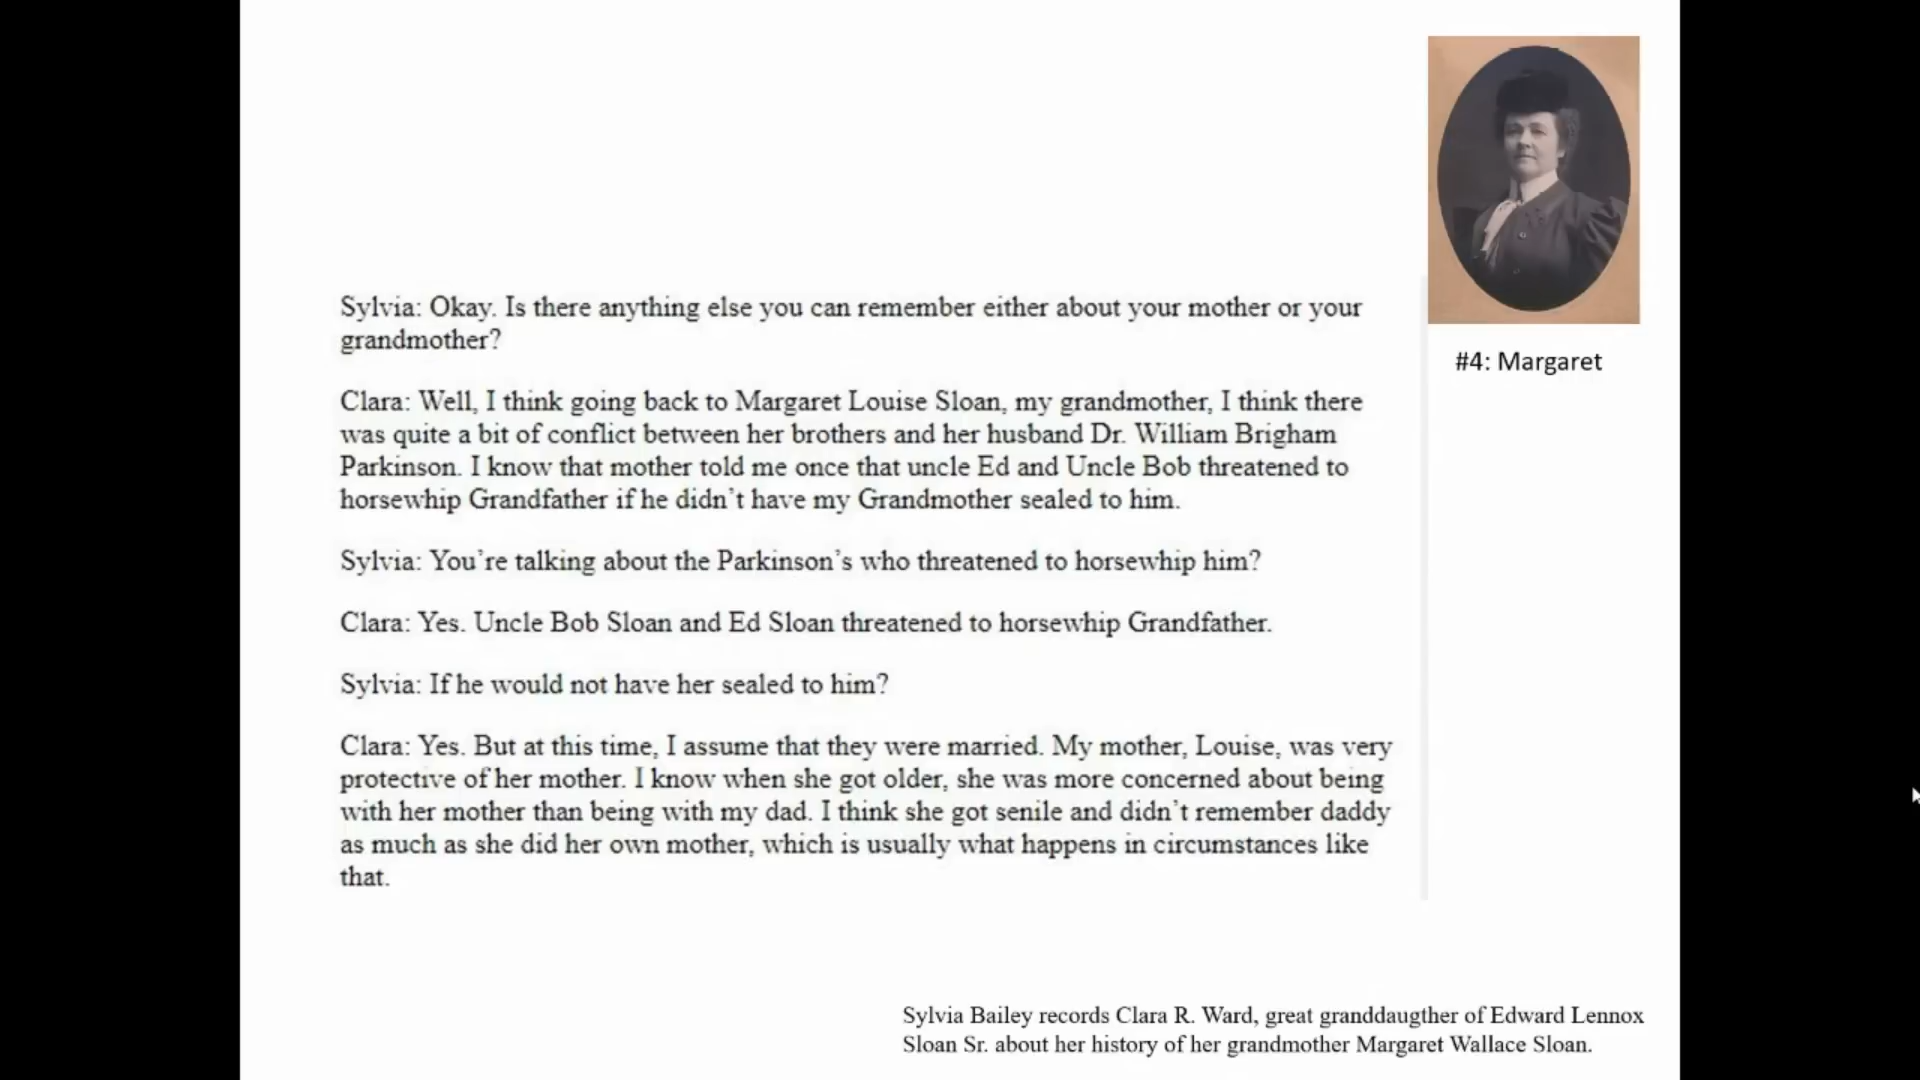 Sylvia: Okay. Is there anything else you can remember either about your mother or your
grandmother?
Clara: Well, I think going back to Margaret Louise Sloan, my grandmother, I think there
was quite a bit of conflict between her brothers and her husband Dr. William Brigham
Parkinson. I know that mother told me once that uncle Ed and Uncle Bob threatened to
horsewhip Grandfather if he didn't have my Grandmother sealed to him.
Sylvia: You're talking about the Parkinson's who threatened to horsewhip him?
Clara: Yes. Uncle Bob Sloan and Ed Sloan threatened to horsewhip Grandfather.
Sylvia: If he would not have her sealed to him?
Clara: Yes. But at this time, I assume that they were married. My mother, Louise, was very
protective of her mother. I know when she got older, she was more concerned about being
with her mother than being with my dad. I think she got senile and didn't remember daddy
as much as she did her own mother, which is usually what happens in circumstances like
that.
#4: Margaret
Sylvia Bailey records Clara R. Ward, great granddaugther of Edward Lennox
Sloan Sr. about her history of her grandmother Margaret Wallace Sloan.